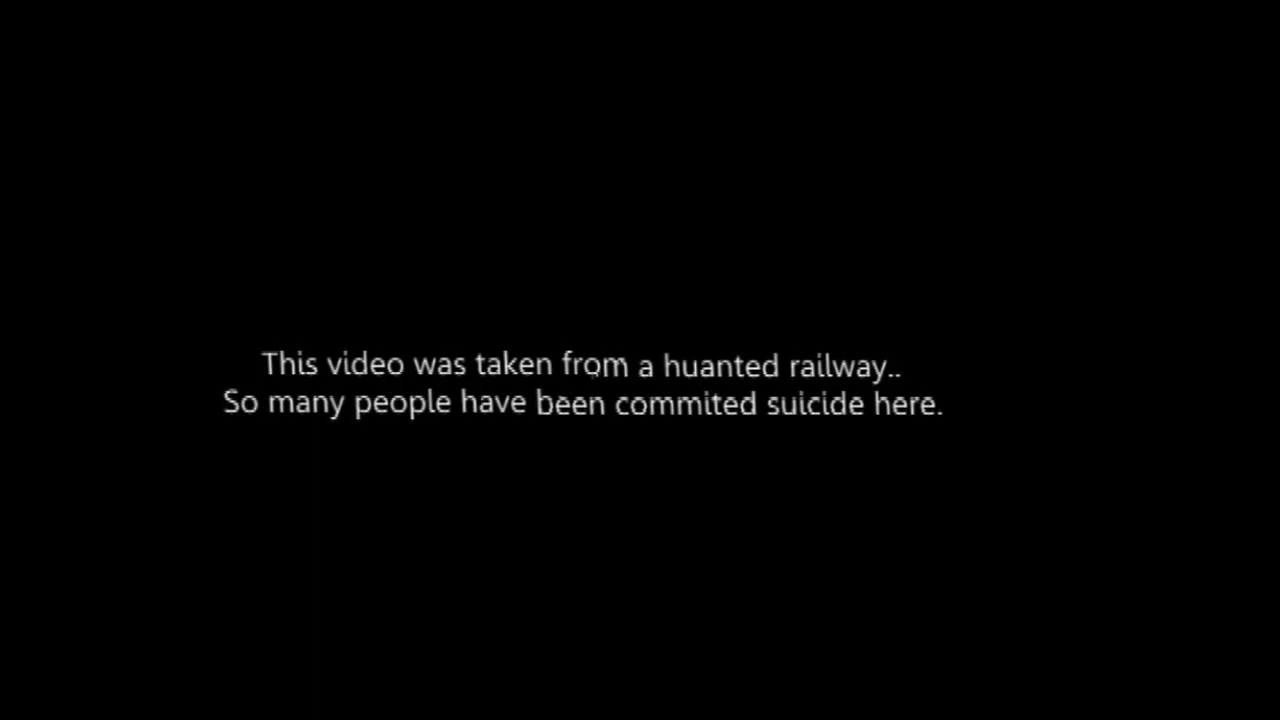 This video was taken from a huanted railway..
So many people have been commited suicide here.